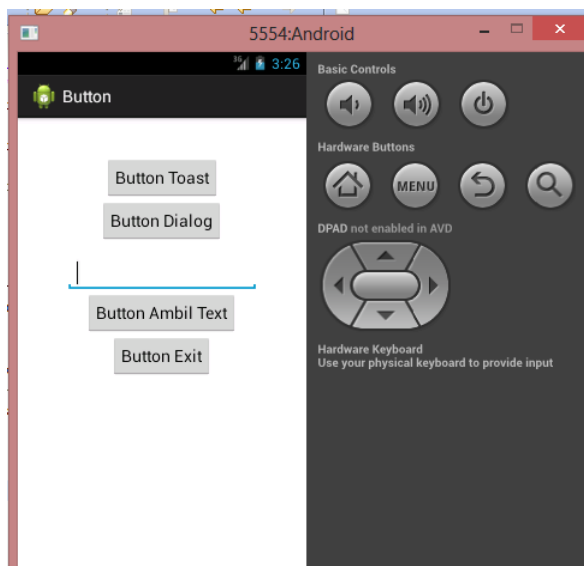 5554:Android
3G 3:26
Button
Button Toast
Button Dialog
Button Ambil Text
Button Exit
Basic Controls
Hardware Buttons
MENU
DPAD not enabled in AVD
Hardware Keyboard
Use your physical keyboard to provide input